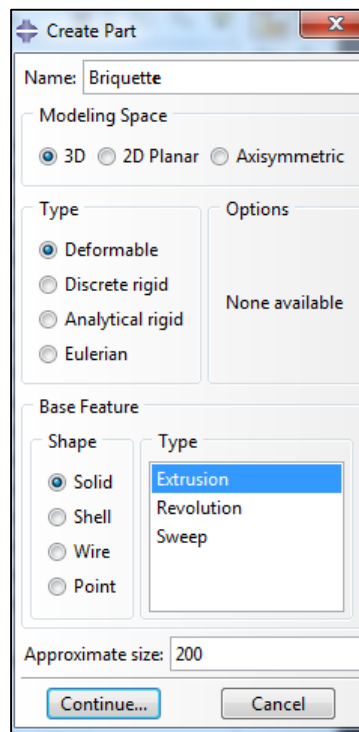 Create Part
Name: Briquette
Modeling Space
3D 2D Planar Axisymmetric
Type
Deformable
Discrete rigid
Analytical rigid
Eulerian
Options
None available
Base Feature
Shape
Solid
Shell
Wire
Point
Type
Extrusion
Revolution
Sweep
Approximate size: 200
Continue... Cancel